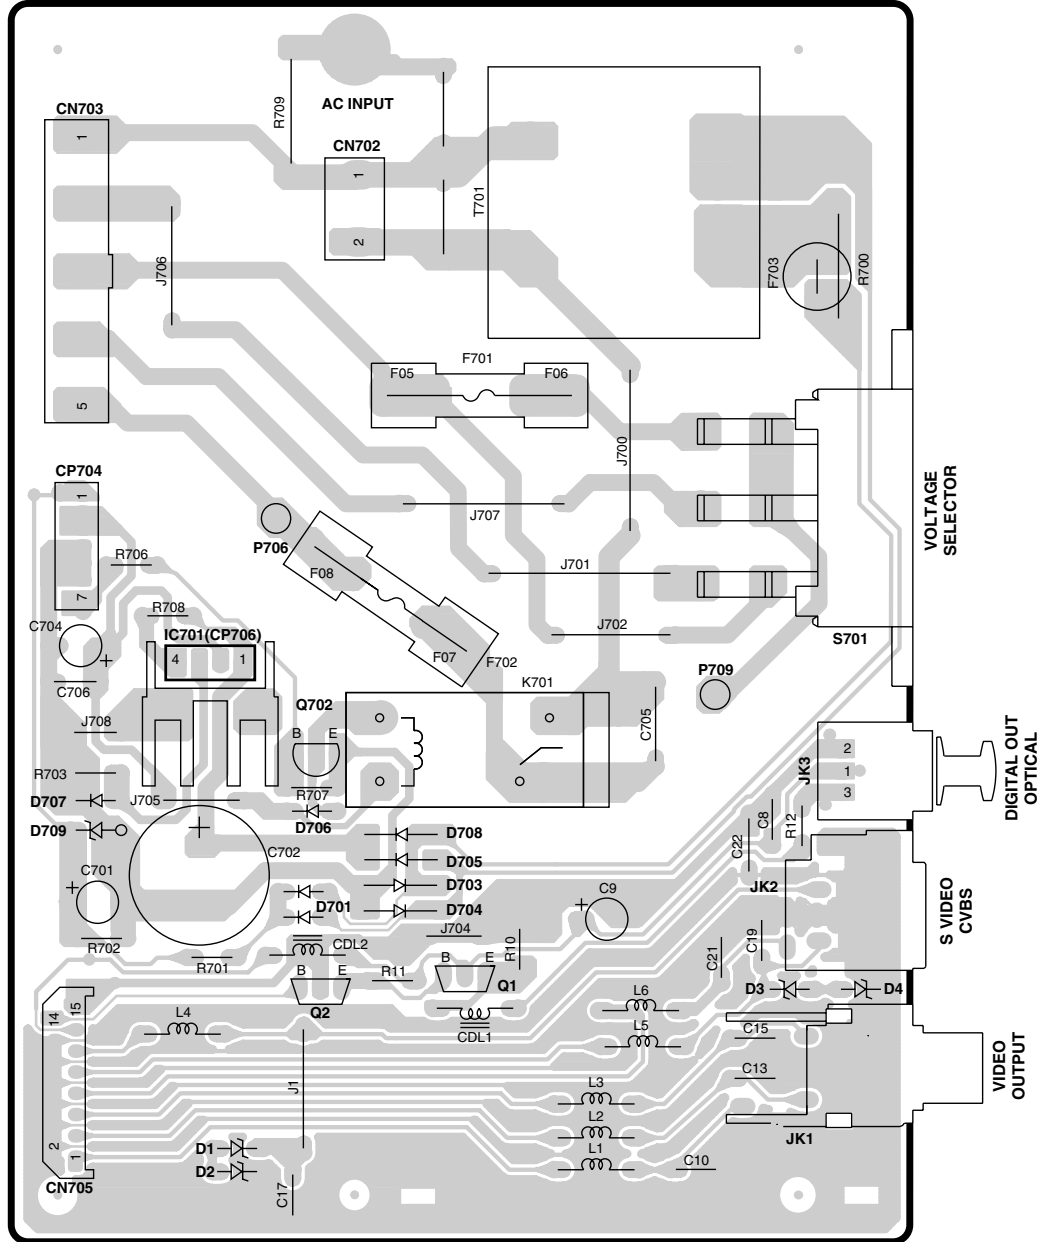 AC INPUT
R709
CN703
1
5
CN702
1
2
T701
J706
F703
R700
F701
F05
F06
J700
J707
CP704
1
7
P706
R706
F08
J701
VOLTAGE
SELECTOR
R708
C704
+
IC701(CP706)
4
1
J702
S701
F07
F702
C706
K701
P709
Q702
B
E
C705
J708
R703
JK3
2
1
3
DIGITAL OUT
OPTICAL
D707
J705
R707
D706
D709
+
C702
D708
D705
D703
D704
C22
C8
R12
C701
+
D701
C9
+
JK2
S VIDEO
CVBS
R702
R701
CDL2
J704
R10
C21
C19
B
E
R11
B
E
Q1
Q2
CDL1
D3
D4
14
15
L4
L6
L5
C15
C13
VIDEO
OUTPUT
J1
L3
L2
L1
JK1
C10
2
1
CN705
D1
D2
C17